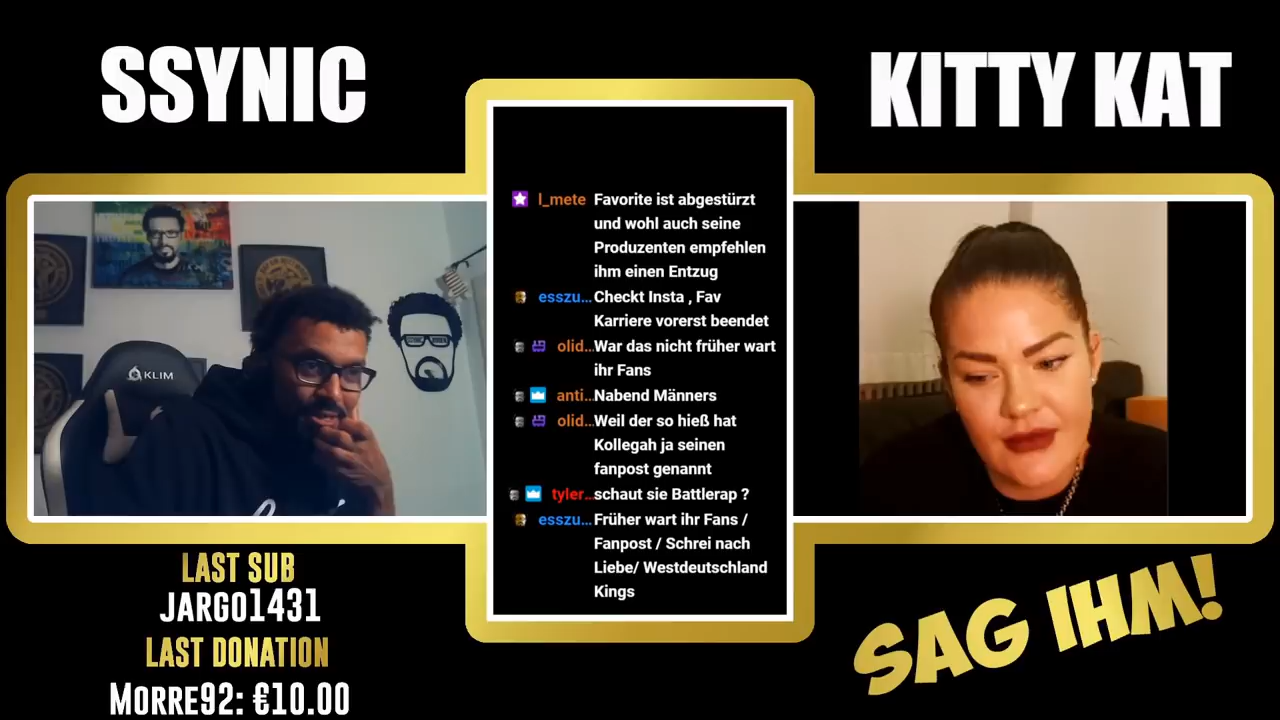 SSYNIC
KITTY KAT
l_mete Favorite ist abgestürzt
und wohl auch seine
Produzenten empfehlen
ihm einen Entzug
esszu... Checkt Insta , Fav
Karriere vorerst beendet
olid... War das nicht früher wart
ihr Fans
anti... Nabend Männers
olid... Weil der so hieß hat
Kollegah ja seinen
fanpost genannt
tyler... schaut sie Battlerap ?
esszu... Früher wart ihr Fans /
Fanpost / Schrei nach
Liebe/ Westdeutschland
Kings
KLIM
LAST SUB
JARGO1431
LAST DONATION
MORRE92: €10.00
SAG IHM!